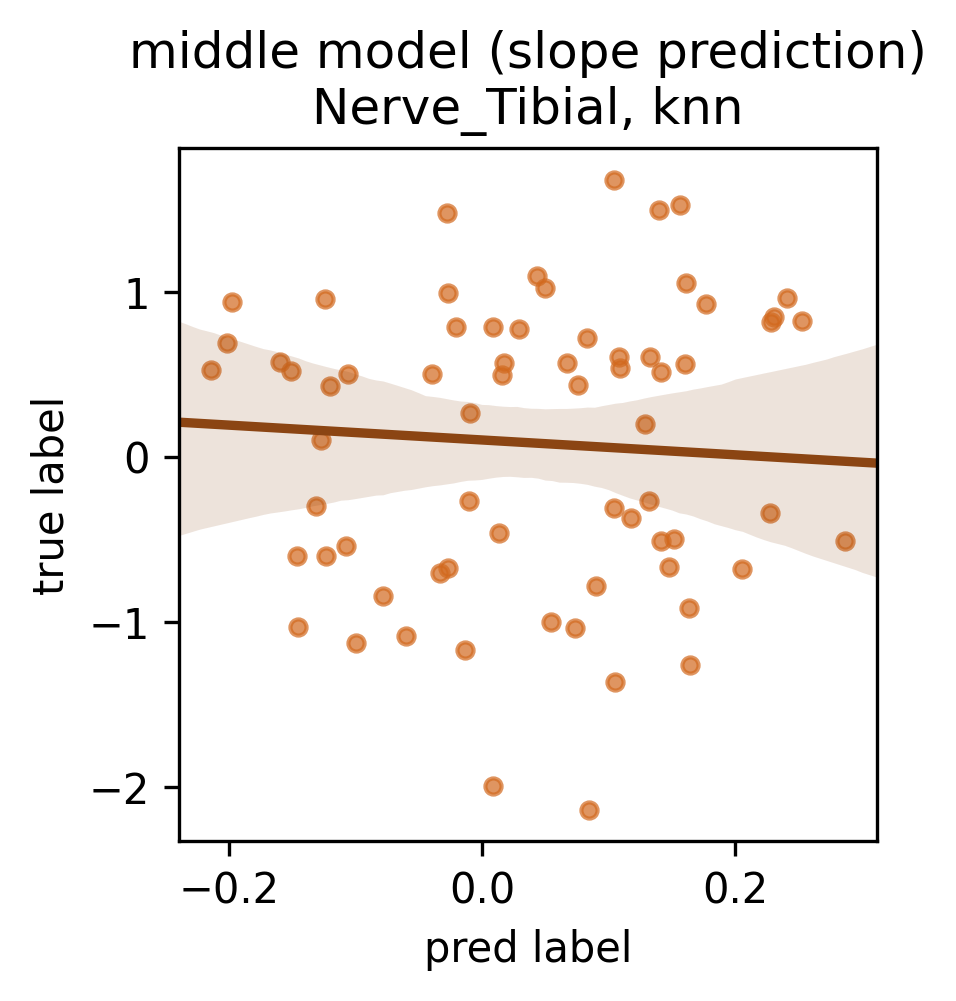 middle model (slope prediction)
Nerve_Tibial, knn
1
0
−1
−2
true label
−0.2 0.0 0.2
pred label